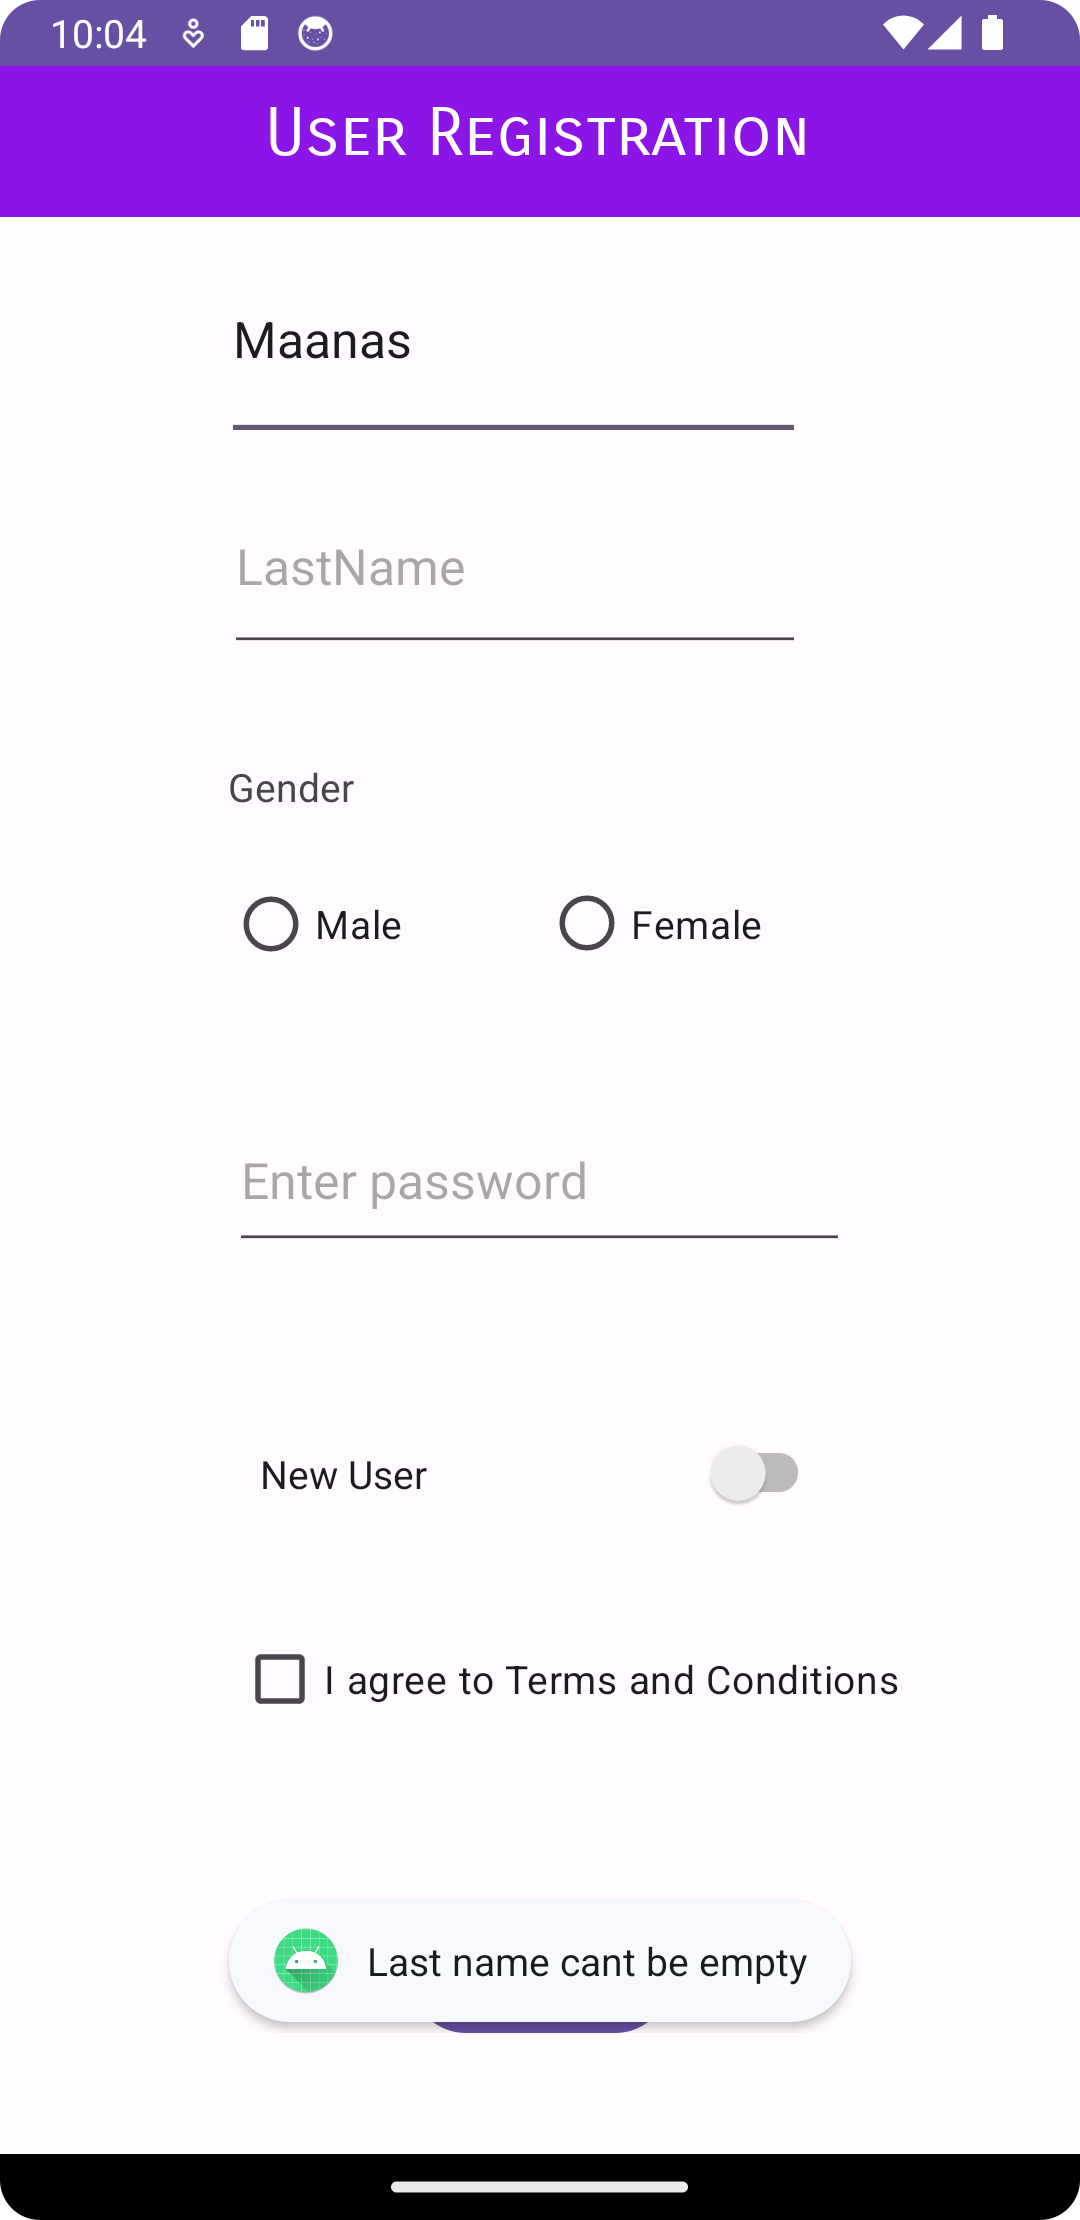 10:04
User Registration
Maanas
LastName
Gender
Male Female
Enter password
New User
I agree to Terms and Conditions
Last name cant be empty